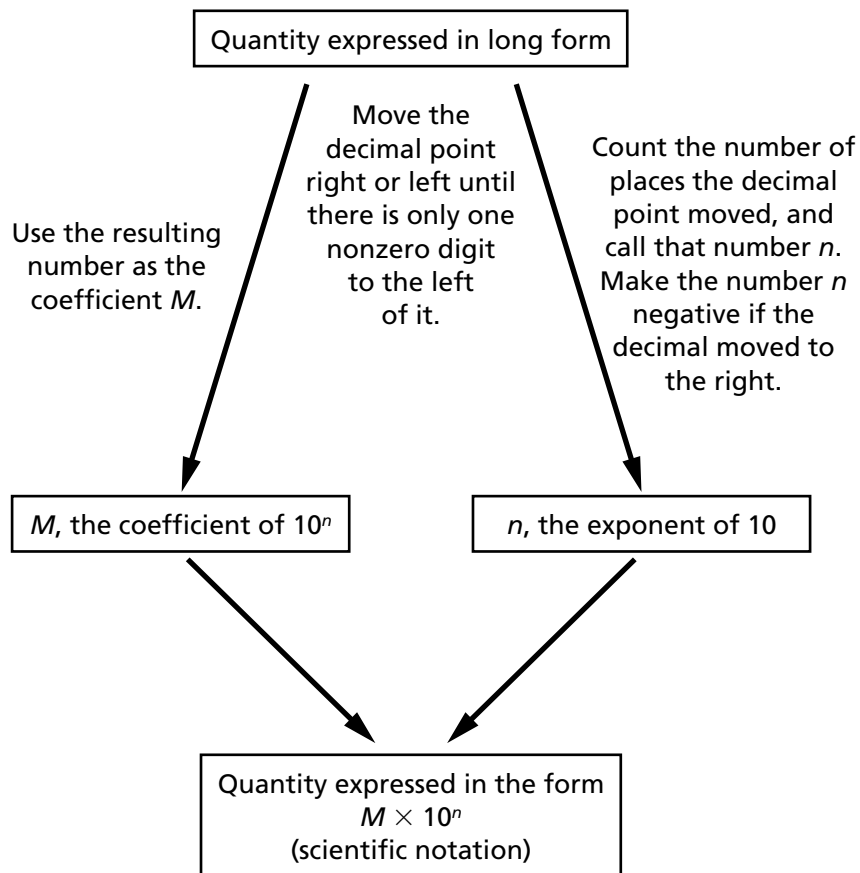 Quantity expressed in long form
Move the
decimal point
right or left until
there is only one
nonzero digit
to the left
of it.
Count the number of
places the decimal
point moved, and
call that number n.
Make the number n
negative if the
decimal moved to
the right.
Use the resulting
number as the
coefficient M.
M, the coefficient of 10ⁿ
n, the exponent of 10
Quantity expressed in the form
M × 10ⁿ
(scientific notation)